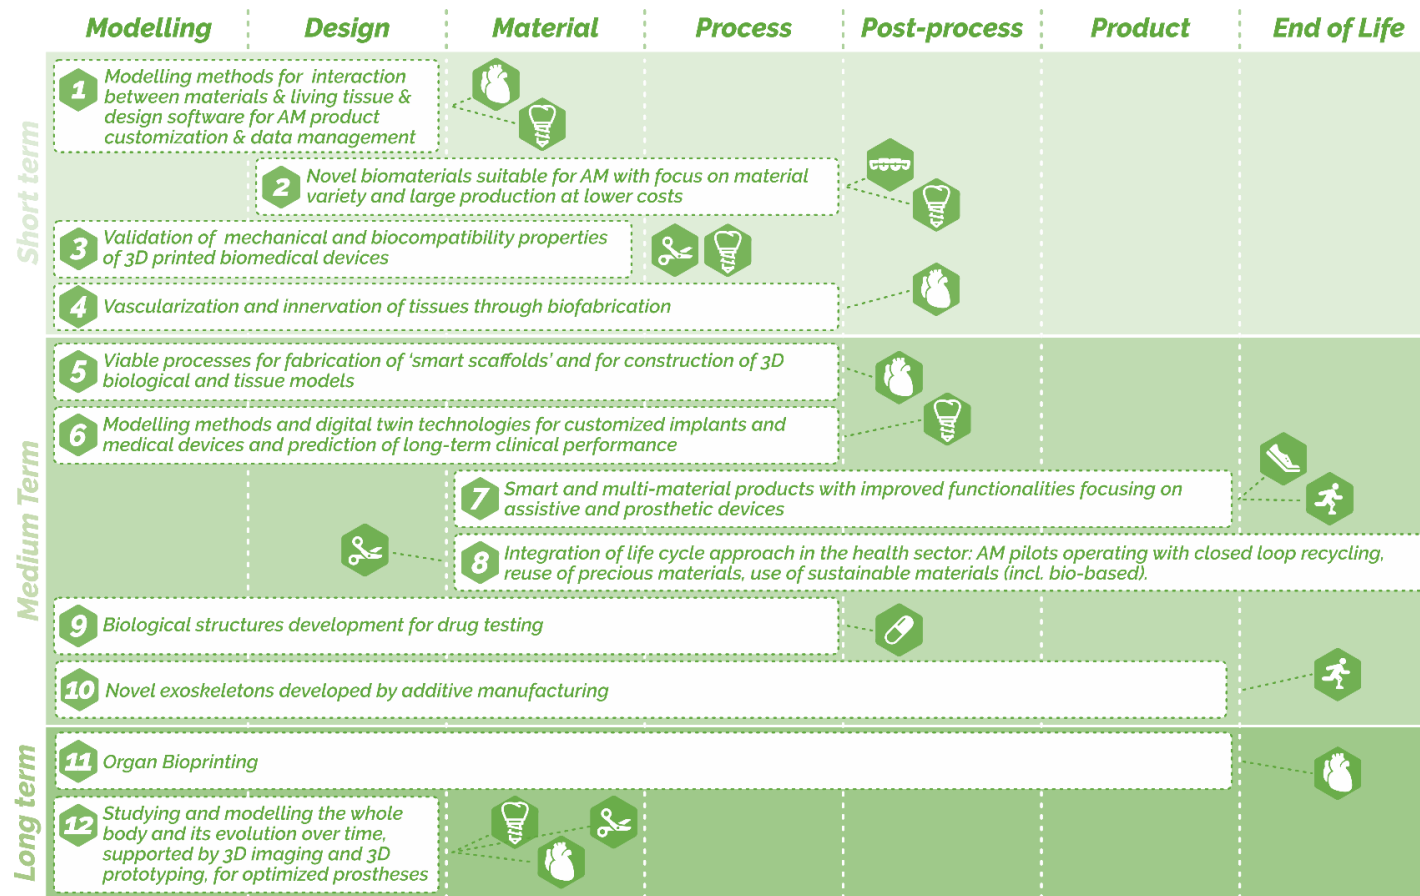 Modelling Design Material Process Post-process Product End of Life
Short term
1 Modelling methods for interaction
between materials & living tissue &
design software for AM product
customization & data management
2 Novel biomaterials suitable for AM with focus on material
variety and large production at lower costs
3 Validation of mechanical and biocompatibility properties
of 3D printed biomedical devices
4 Vascularization and innervation of tissues through biofabrication
Medium Term
5 Viable processes for fabrication of ‘smart scaffolds’ and for construction of 3D
biological and tissue models
6 Modelling methods and digital twin technologies for customized implants and
medical devices and prediction of long-term clinical performance
7 Smart and multi-material products with improved functionalities focusing on
assistive and prosthetic devices
8 Integration of life cycle approach in the health sector: AM pilots operating with closed loop recycling,
reuse of precious materials, use of sustainable materials (incl. bio-based).
9 Biological structures development for drug testing
10 Novel exoskeletons developed by additive manufacturing
Long term
11 Organ Bioprinting
12 Studying and modelling the whole
body and its evolution over time,
supported by 3D imaging and 3D
prototyping, for optimized prostheses